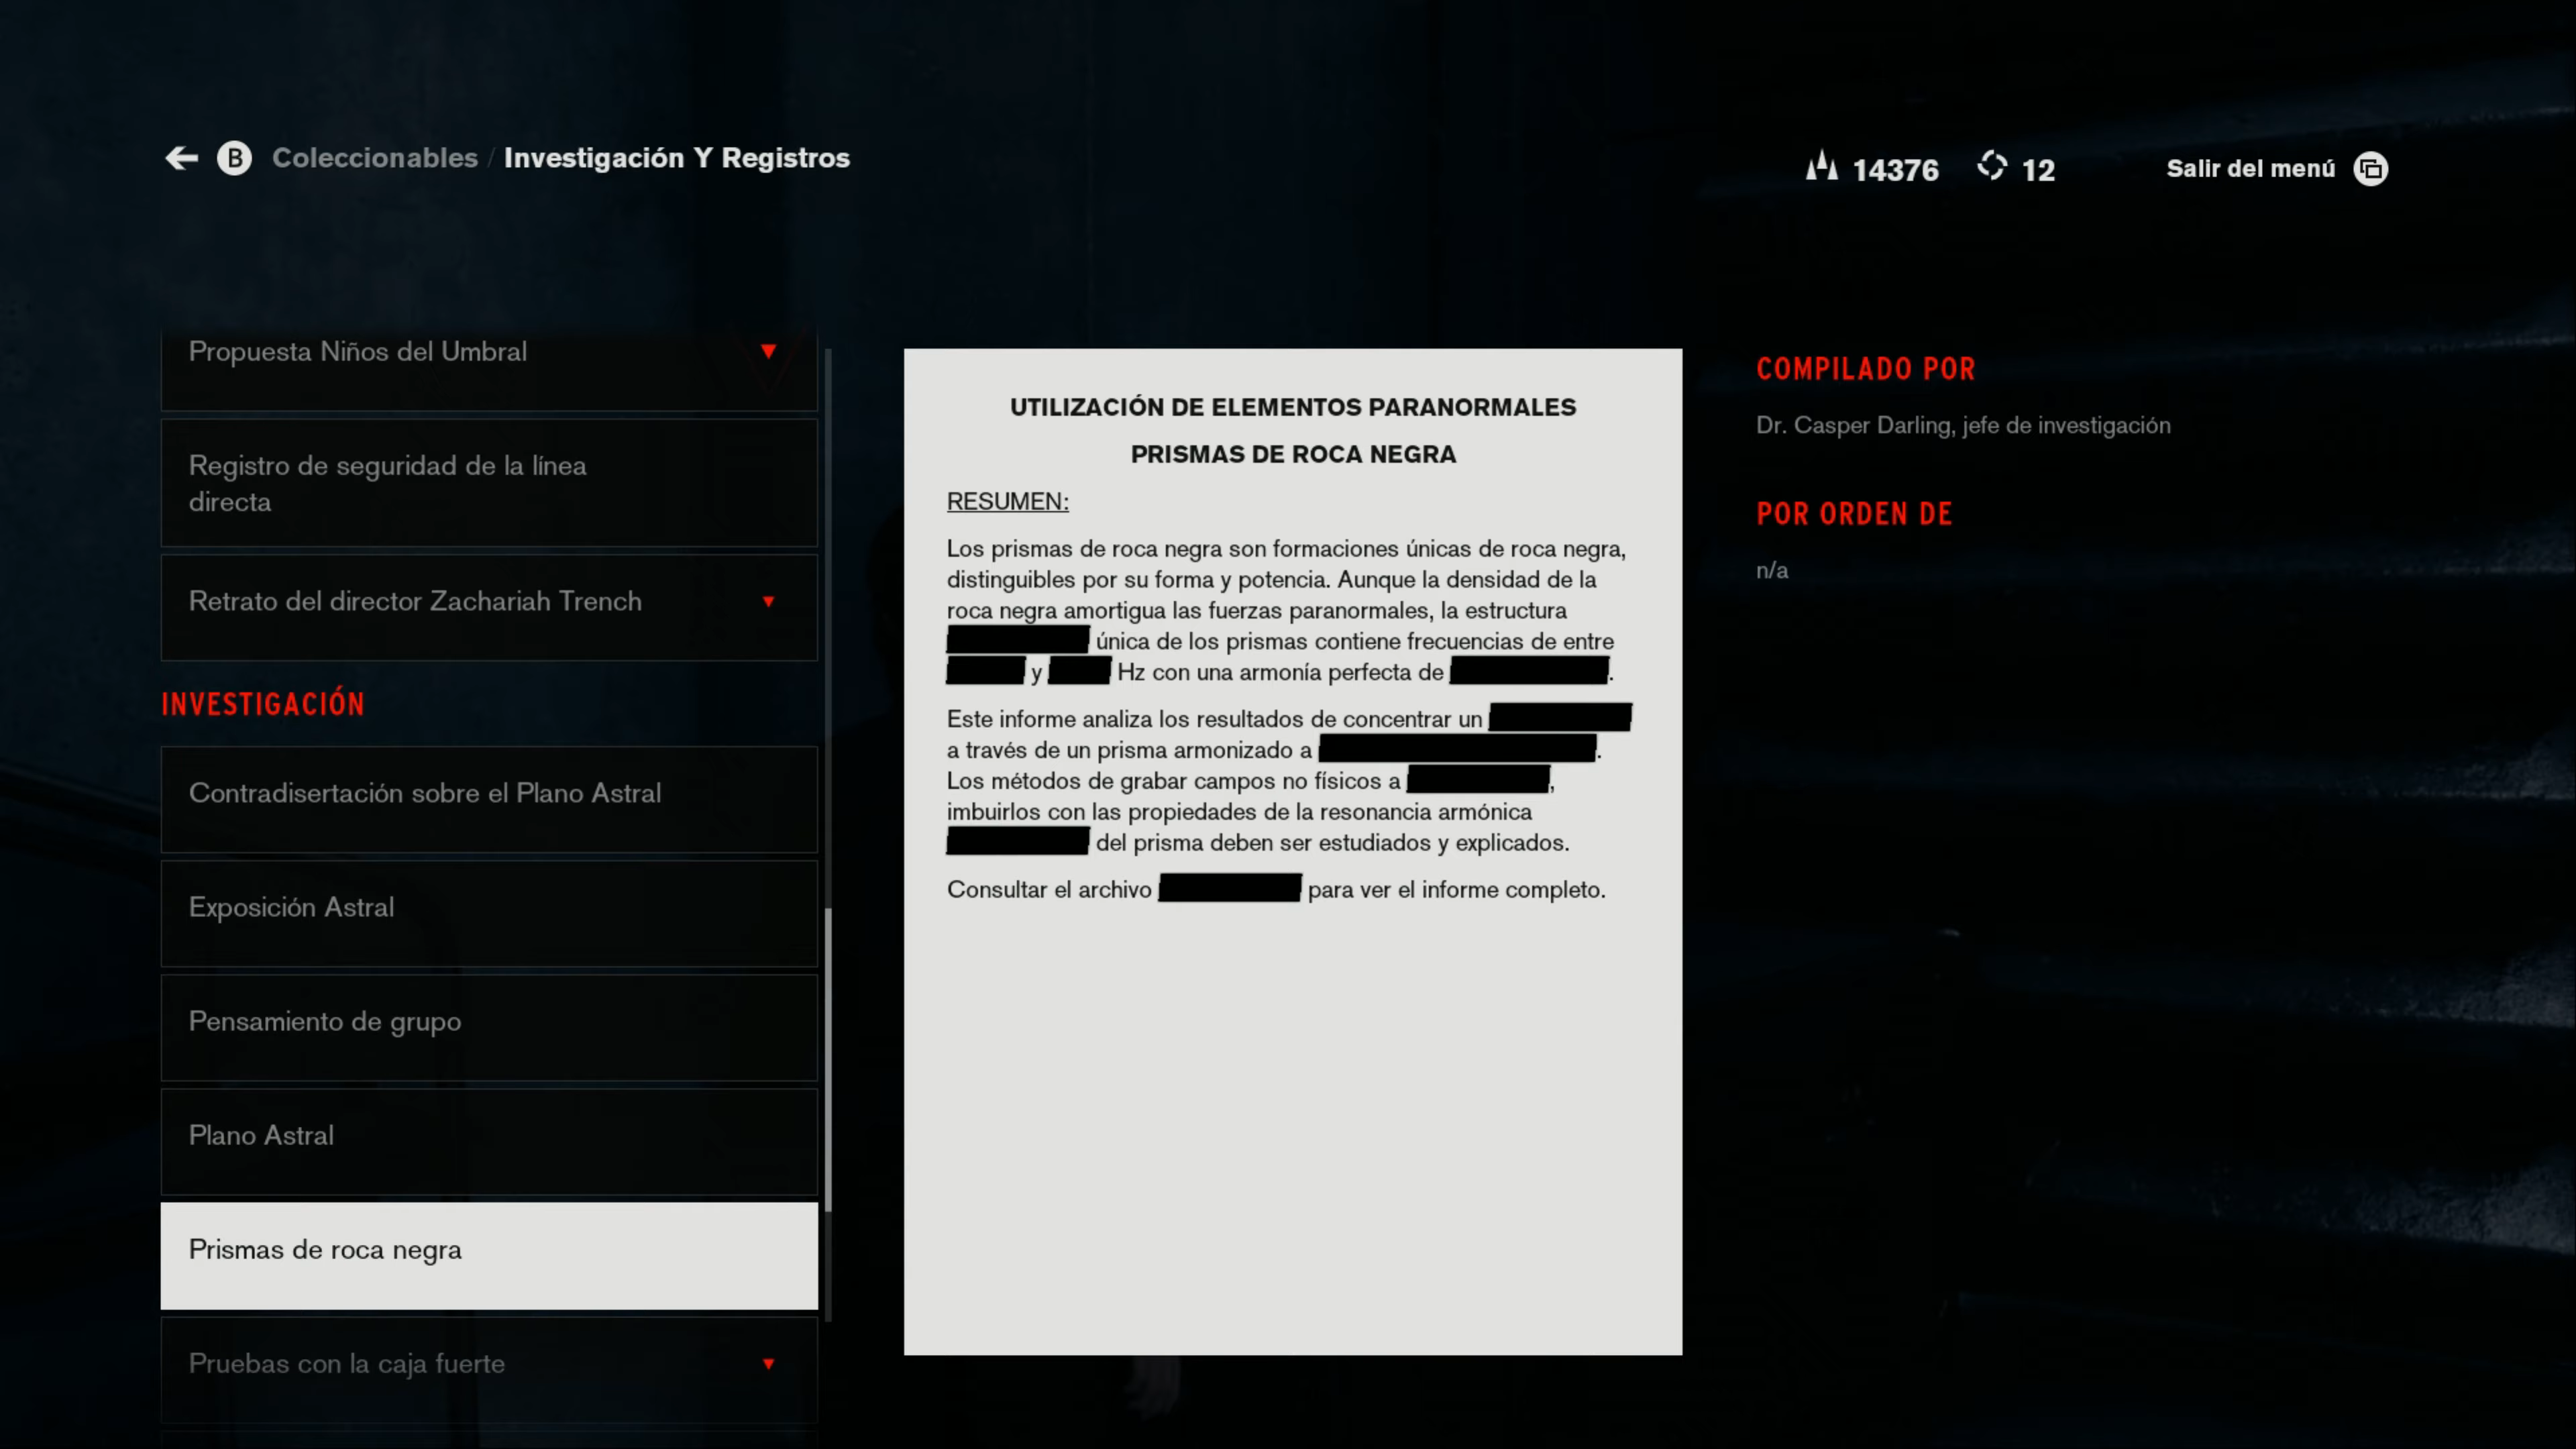 B Coleccionables / Investigación Y Registros
14376 12 Salir del menú
Propuesta Niños del Umbral
Registro de seguridad de la línea
directa
Retrato del director Zachariah Trench
INVESTIGACIÓN
Contradisertación sobre el Plano Astral
Exposición Astral
Pensamiento de grupo
Plano Astral
Prismas de roca negra
Pruebas con la caja fuerte
UTILIZACIÓN DE ELEMENTOS PARANORMALES
PRISMAS DE ROCA NEGRA
RESUMEN:
Los prismas de roca negra son formaciones únicas de roca negra,
distinguibles por su forma y potencia. Aunque la densidad de la
roca negra amortigua las fuerzas paranormales, la estructura
única de los prismas contiene frecuencias de entre
y Hz con una armonía perfecta de .
Este informe analiza los resultados de concentrar un
a través de un prisma armonizado a .
Los métodos de grabar campos no físicos a ,
imbuirlos con las propiedades de la resonancia armónica
del prisma deben ser estudiados y explicados.
Consultar el archivo para ver el informe completo.
COMPILADO POR
Dr. Casper Darling, jefe de investigación
POR ORDEN DE
n/a